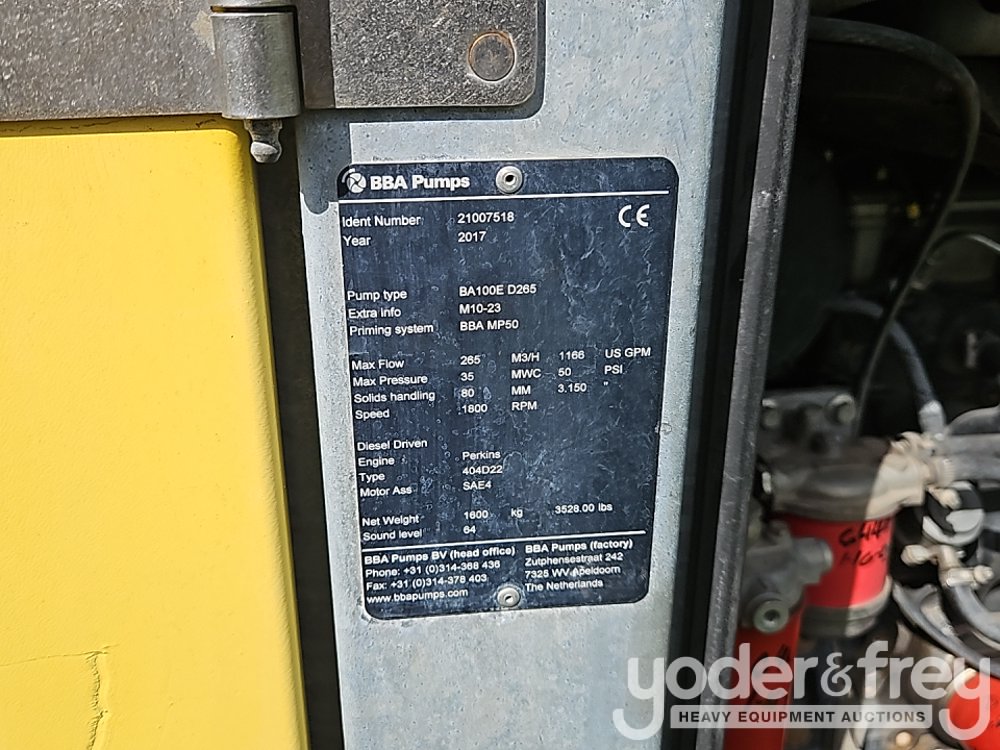 BBA Pumps
Ident Number 21007518 CE
Year 2017
Pump type BA100E D265
Extra info M10-23
Priming system BBA MP50
Max Flow 265 M3/H 1166 US GPM
Max Pressure 35 MWC 50 PSI
Solids handling 80 MM 3.150 "
Speed 1800 RPM
Diesel Driven
Engine Perkins
Type 404D22
Motor Ass SAE4
Net Weight 1600 kg 3528.00 lbs
Sound level 64
BBA Pumps BV (head office) BBA Pumps (factory)
Phone: +31 (0)314-368 436 Zutphensestraat 242
Fax: +31 (0)314-378 403 7325 WV Apeldoorn
www.bbapumps.com The Netherlands
yoder&frey
HEAVY EQUIPMENT AUCTIONS